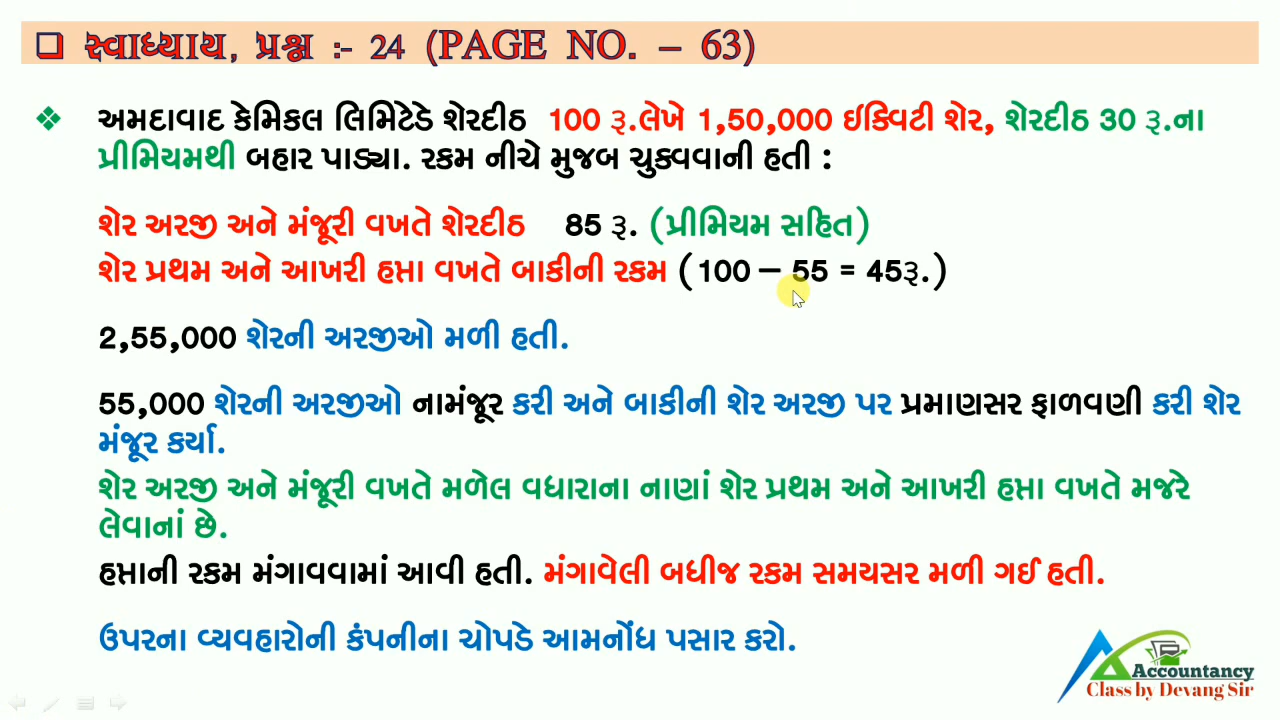 ❑ સ્વાધ્યાય, પ્રશ્ન :- 24 (PAGE NO. – 63)
❖ અમદાવાદ કેમિકલ લિમિટેડે શેરદીઠ 100 રૂ.લેખે 1,50,000 ઈક્વિટી શેર, શેરદીઠ 30 રૂ.ના
પ્રીમિયમથી બહાર પાડ્યા. રકમ નીચે મુજબ ચુક્વવાની હતી :
શેર અરજી અને મંજૂરી વખતે શેરદીઠ 85 રૂ. (પ્રીમિયમ સહિત)
શેર પ્રથમ અને આખરી હપ્તા વખતે બાકીની રકમ (100 – 55 = 45રૂ.)
2,55,000 શેરની અરજીઓ મળી હતી.
55,000 શેરની અરજીઓ નામંજૂર કરી અને બાકીની શેર અરજી પર પ્રમાણસર ફાળવણી કરી શેર
મંજૂર કર્યા.
શેર અરજી અને મંજૂરી વખતે મળેલ વધારાના નાણાં શેર પ્રથમ અને આખરી હપ્તા વખતે મજરે
લેવાનાં છે.
હપ્તાની રકમ મંગાવવામાં આવી હતી. મંગાવેલી બધીજ રકમ સમયસર મળી ગઈ હતી.
ઉપરના વ્યવહારોની કંપનીના ચોપડે આમનોંધ પસાર કરો.
Accountancy
Class by Devang Sir